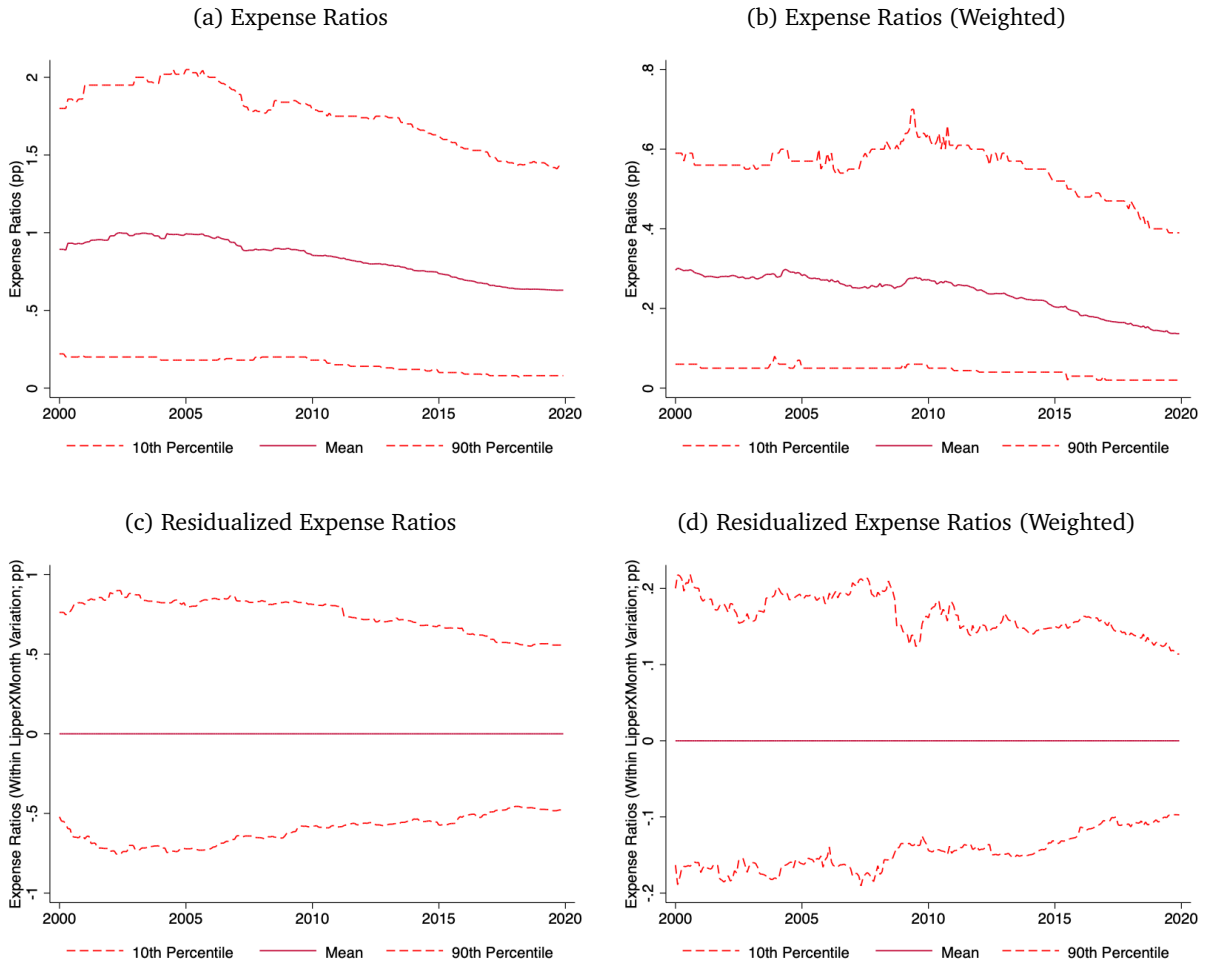 (a) Expense Ratios
Expense Ratios (pp)
2
1.5
1
.5
0
2000 2005 2010 2015 2020
10th Percentile Mean 90th Percentile
(b) Expense Ratios (Weighted)
Expense Ratios (pp)
.8
.6
.4
.2
0
2000 2005 2010 2015 2020
10th Percentile Mean 90th Percentile
(c) Residualized Expense Ratios
Expense Ratios (Within LipperXMonth Variation; pp)
1
.5
0
-.5
-1
2000 2005 2010 2015 2020
10th Percentile Mean 90th Percentile
(d) Residualized Expense Ratios (Weighted)
Expense Ratios (Within LipperXMonth Variation; pp)
.2
.1
0
-.1
-.2
2000 2005 2010 2015 2020
10th Percentile Mean 90th Percentile